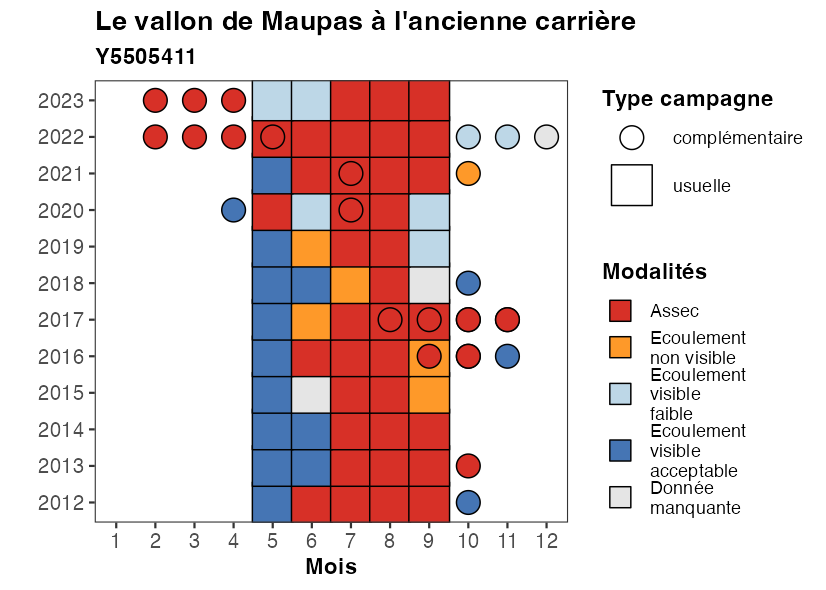 Le vallon de Maupas à l'ancienne carrière
Y5505411
2023
2022
2021
2020
2019
2018
2017
2016
2015
2014
2013
2012
1 2 3 4 5 6 7 8 9 10 11 12
Mois
Type campagne
complémentaire
usuelle
Modalités
Assec
Ecoulement
non visible
Ecoulement
visible
faible
Ecoulement
visible
acceptable
Donnée
manquante